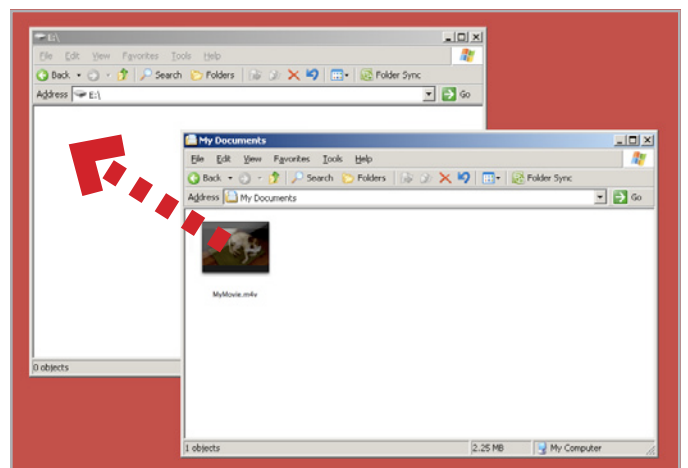 E:\
File Edit View Favorites Tools Help
Back Search Folders Folder Sync
Address E:\ Go
My Documents
File Edit View Favorites Tools Help
Back Search Folders Folder Sync
Address My Documents Go
MyMovie.m4v
0 objects
1 objects 2.25 MB My Computer